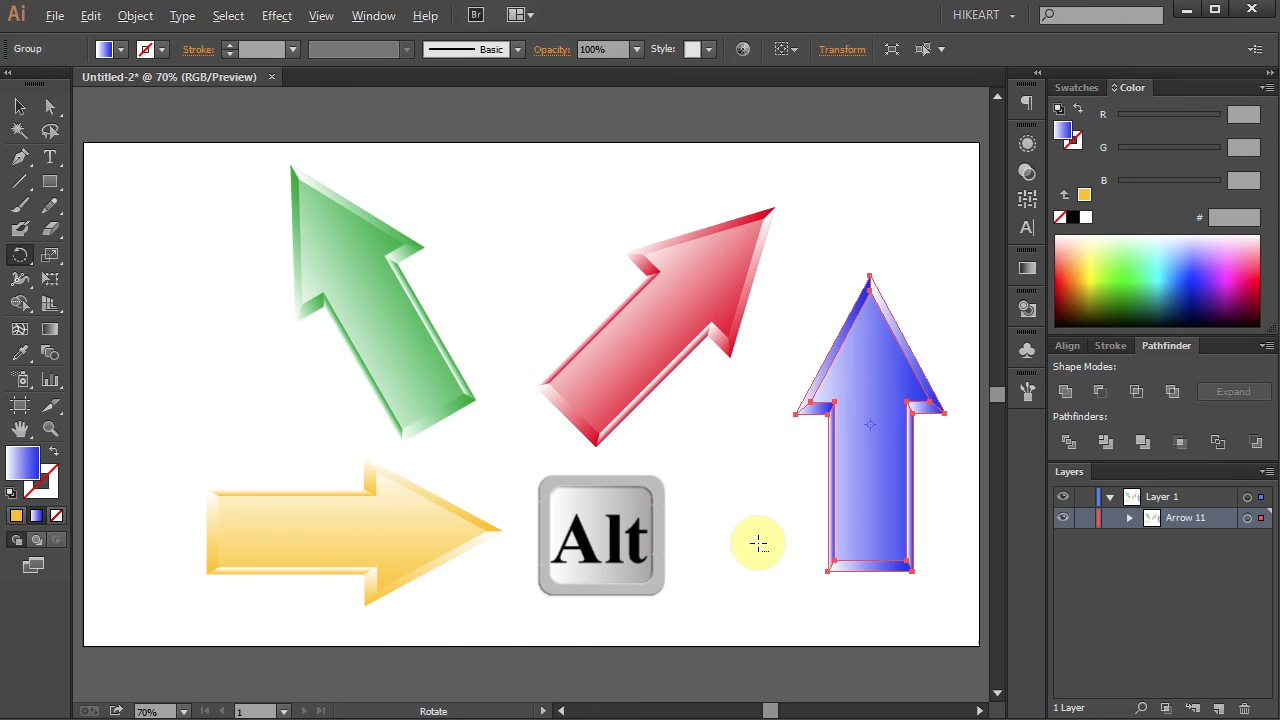 Ai File Edit Object Type Select Effect View Window Help Br HIKEART
Group Stroke: Basic Opacity: 100% Style: Transform
Untitled-2* @ 70% (RGB/Preview) ×
Swatches Color
R
G
B
#
Align Stroke Pathfinder
Shape Modes:
Expand
Pathfinders:
Layers
Layer 1
Arrow 11
Alt
1 Layer
70% 1 Rotate